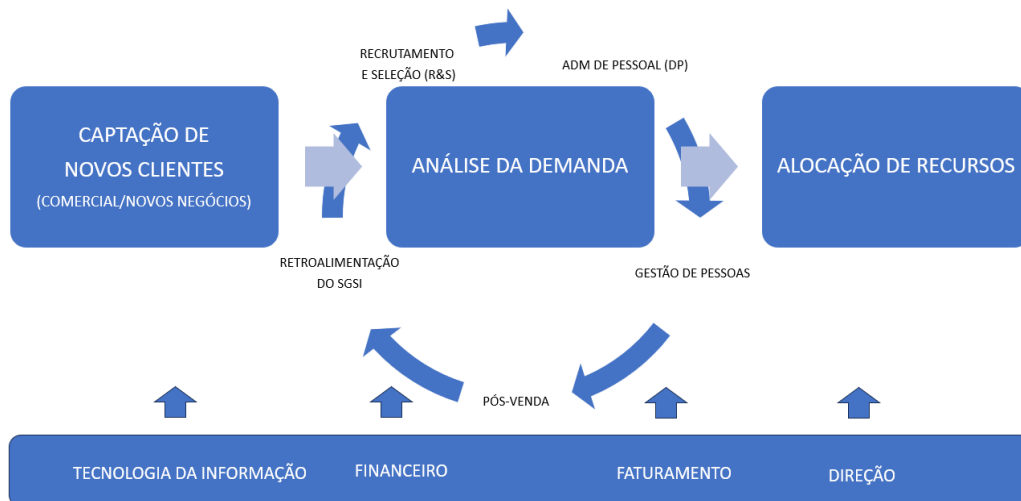 RECRUTAMENTO
E SELEÇÃO (R&S)
ADM DE PESSOAL (DP)
CAPTAÇÃO DE
NOVOS CLIENTES
(COMERCIAL/NOVOS NEGÓCIOS)
ANÁLISE DA DEMANDA
ALOCAÇÃO DE RECURSOS
RETROALIMENTAÇÃO
DO SGSI
GESTÃO DE PESSOAS
PÓS-VENDA
TECNOLOGIA DA INFORMAÇÃO
FINANCEIRO
FATURAMENTO
DIREÇÃO